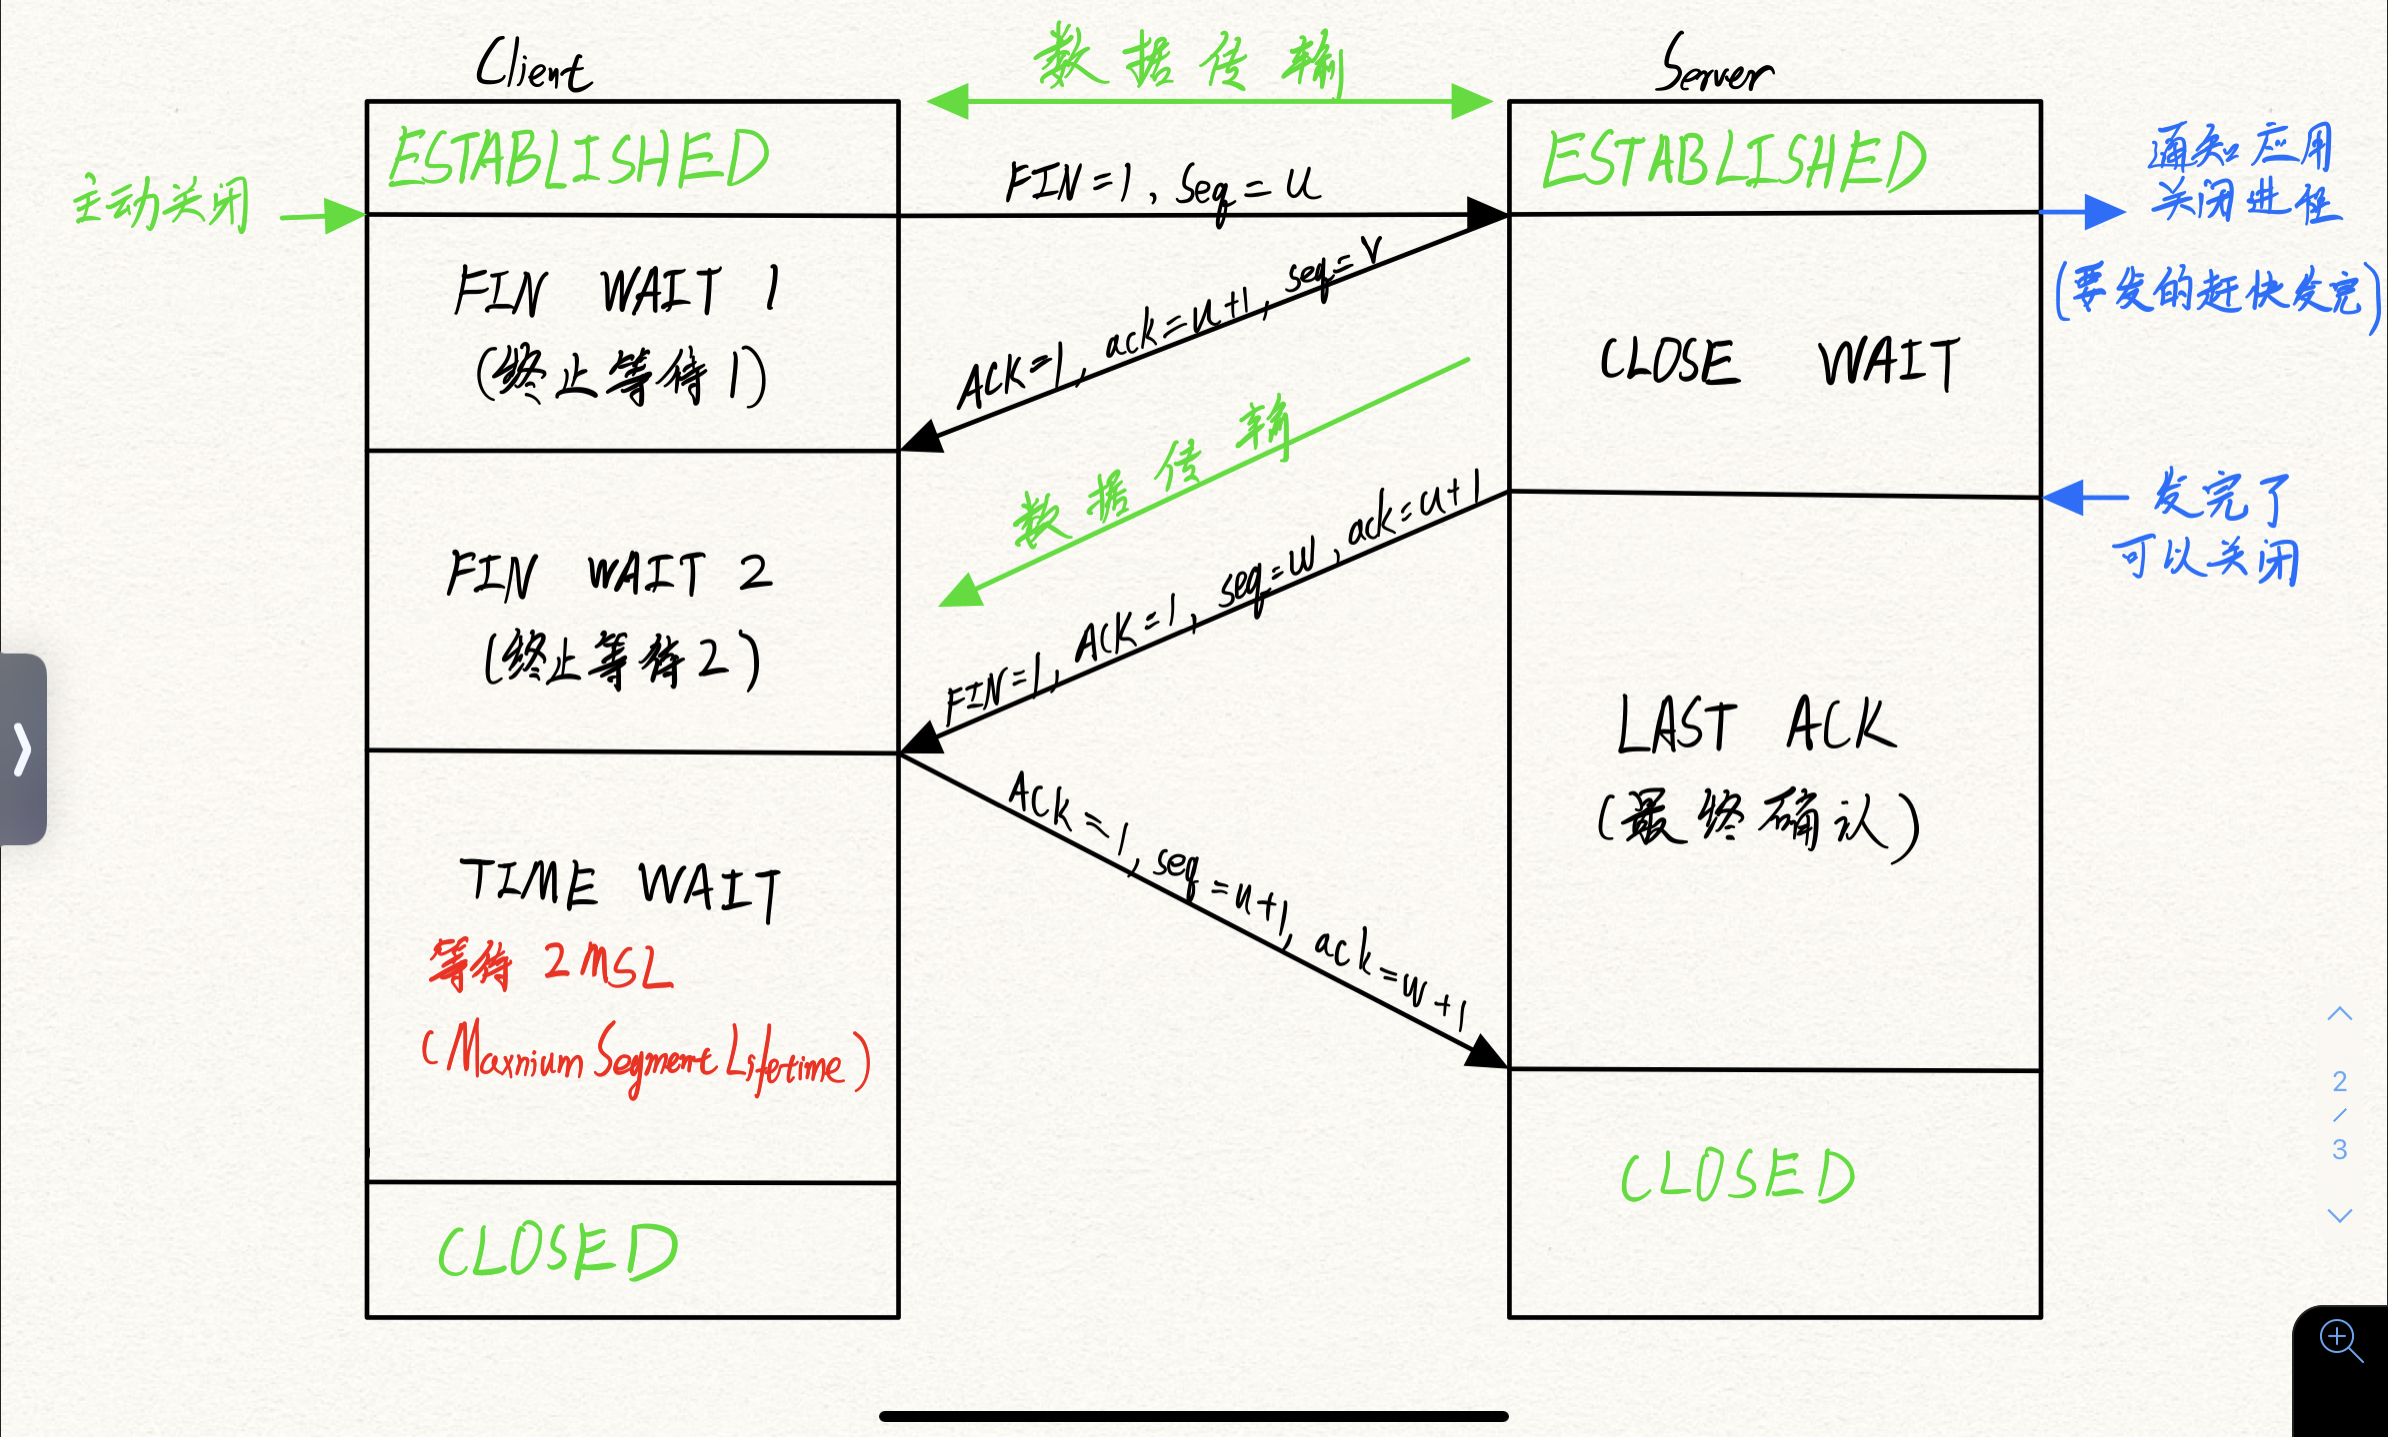 Client
数据传输
Server
ESTABLISHED
ESTABLISHED
主动关闭
FIN=1, Seq=u
通知应用
关闭进程
(要发的赶快发完)
FIN WAIT 1
(终止等待1)
ACK=1, ack=u+1, seq=v
CLOSE WAIT
数据传输
发完了
可以关闭
FIN WAIT 2
(终止等待2)
FIN=1, ACK=1, seq=w, ack=u+1
LAST ACK
(最终确认)
ACK=1, seq=u+1, ack=w+1
TIME WAIT
等待 2MSL
(Maxnium Segment Lifetime)
CLOSED
CLOSED
2
/
3